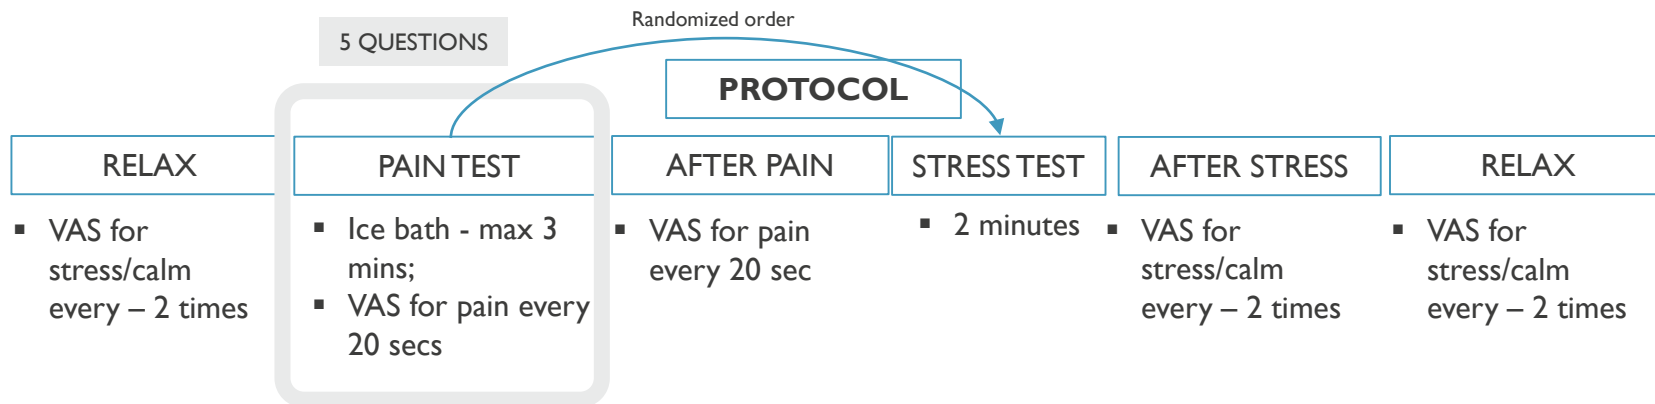 Randomized order
5 QUESTIONS
PROTOCOL
RELAX
▪ VAS for
stress/calm
every – 2 times
PAIN TEST
▪ Ice bath - max 3
mins;
▪ VAS for pain every
20 secs
AFTER PAIN
▪ VAS for pain
every 20 sec
STRESS TEST
▪ 2 minutes
AFTER STRESS
▪ VAS for
stress/calm
every – 2 times
RELAX
▪ VAS for
stress/calm
every – 2 times